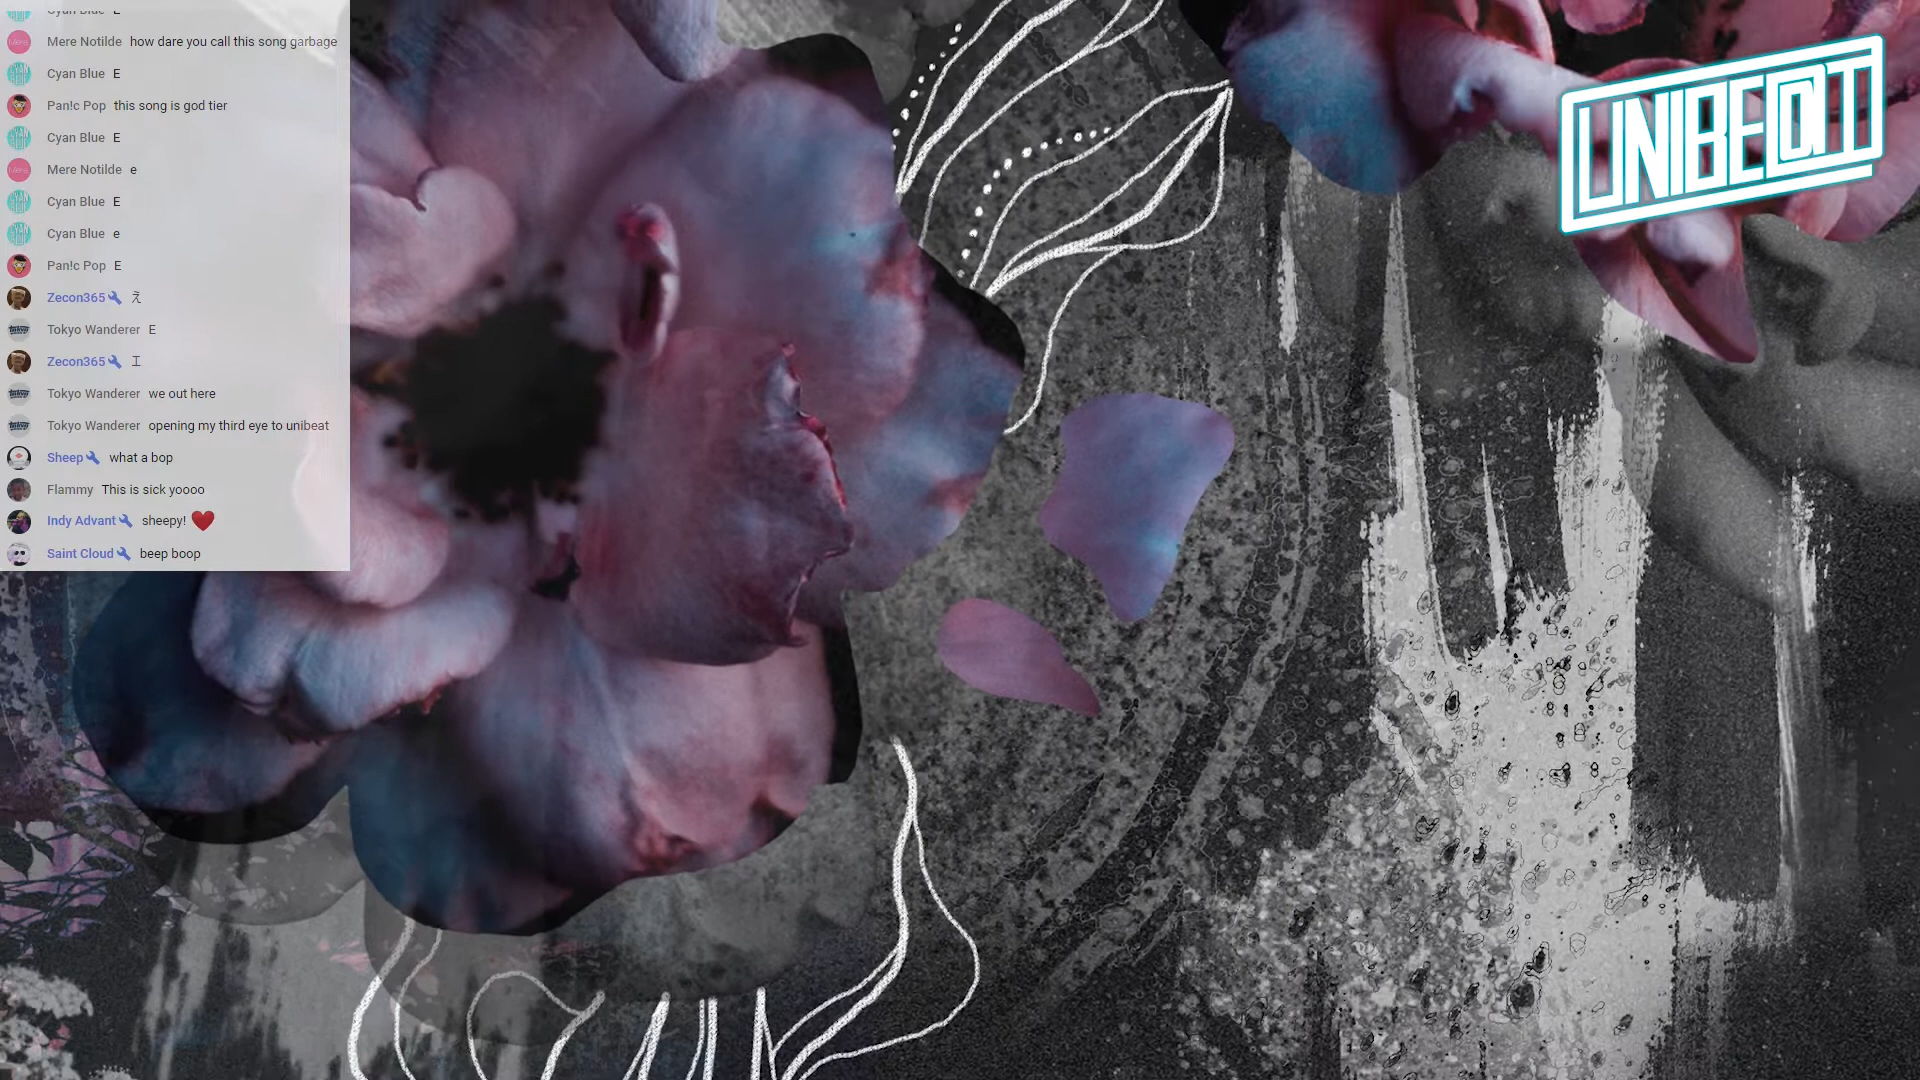 Cyan Blue E
Mere Notilde how dare you call this song garbage
Cyan Blue E
Pan!c Pop this song is god tier
Cyan Blue E
Mere Notilde e
Cyan Blue E
Cyan Blue e
Pan!c Pop E
Zecon365 え
Tokyo Wanderer E
Zecon365 エ
Tokyo Wanderer we out here
Tokyo Wanderer opening my third eye to unibeat
Sheep what a bop
Flammy This is sick yoooo
Indy Advant sheepy! ❤️
Saint Cloud beep boop
UNIBEAT